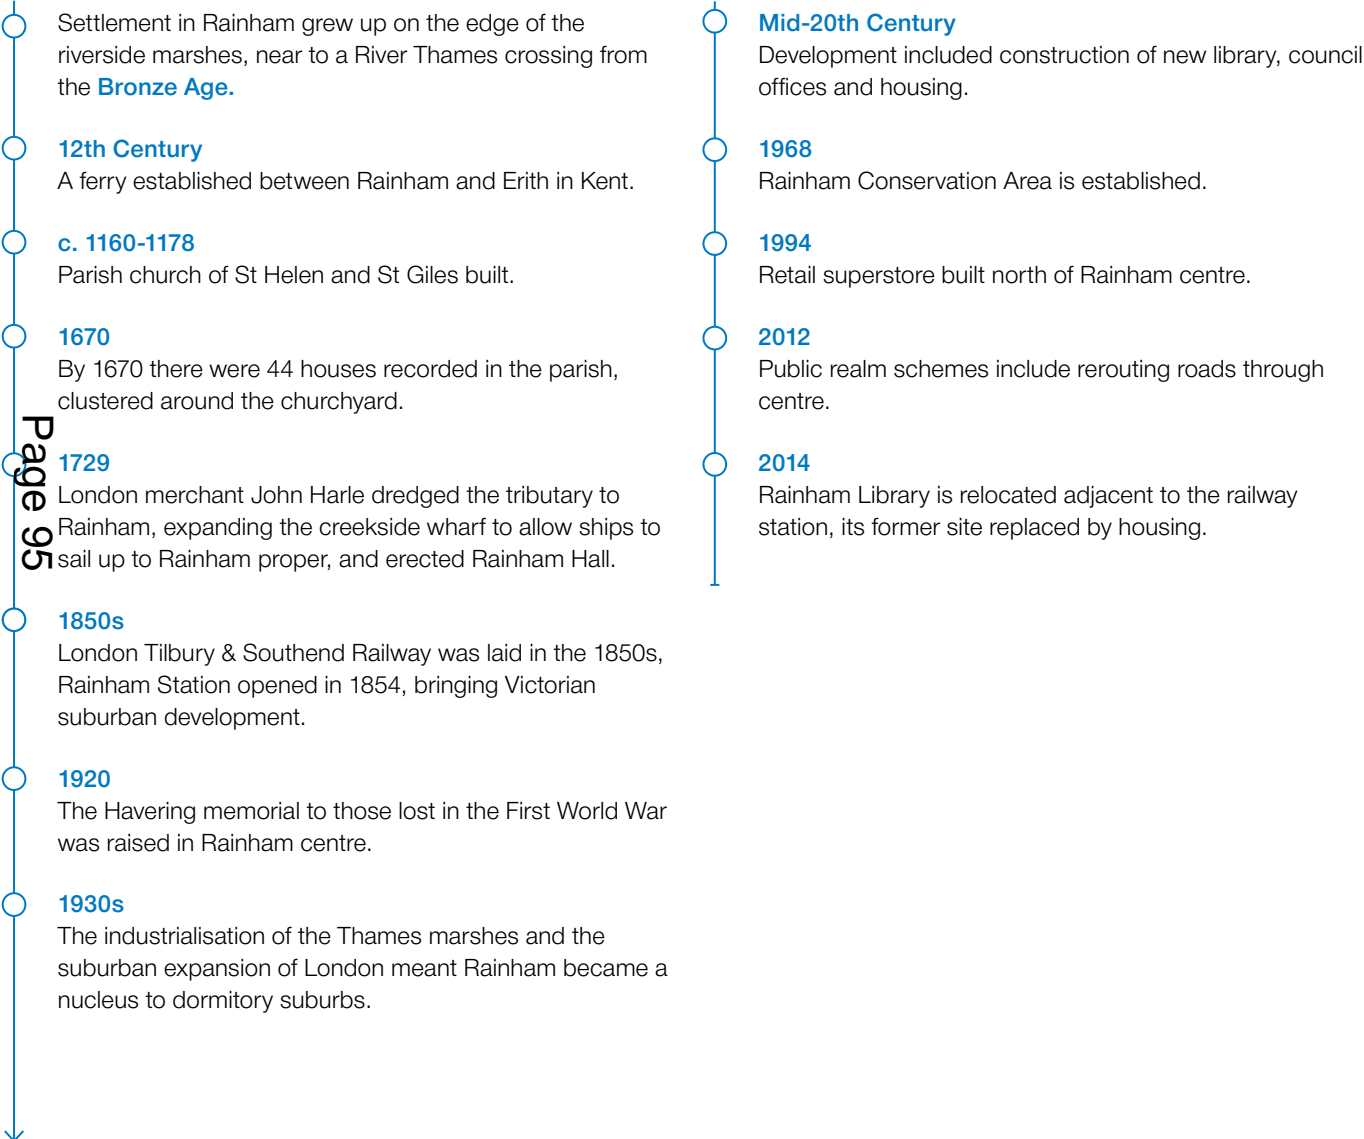 Settlement in Rainham grew up on the edge of the
riverside marshes, near to a River Thames crossing from
the Bronze Age.
12th Century
A ferry established between Rainham and Erith in Kent.
c. 1160-1178
Parish church of St Helen and St Giles built.
1670
By 1670 there were 44 houses recorded in the parish,
clustered around the churchyard.
1729
London merchant John Harle dredged the tributary to
Rainham, expanding the creekside wharf to allow ships to
sail up to Rainham proper, and erected Rainham Hall.
1850s
London Tilbury & Southend Railway was laid in the 1850s,
Rainham Station opened in 1854, bringing Victorian
suburban development.
1920
The Havering memorial to those lost in the First World War
was raised in Rainham centre.
1930s
The industrialisation of the Thames marshes and the
suburban expansion of London meant Rainham became a
nucleus to dormitory suburbs.
Mid-20th Century
Development included construction of new library, council
offices and housing.
1968
Rainham Conservation Area is established.
1994
Retail superstore built north of Rainham centre.
2012
Public realm schemes include rerouting roads through
centre.
2014
Rainham Library is relocated adjacent to the railway
station, its former site replaced by housing.
Page 95